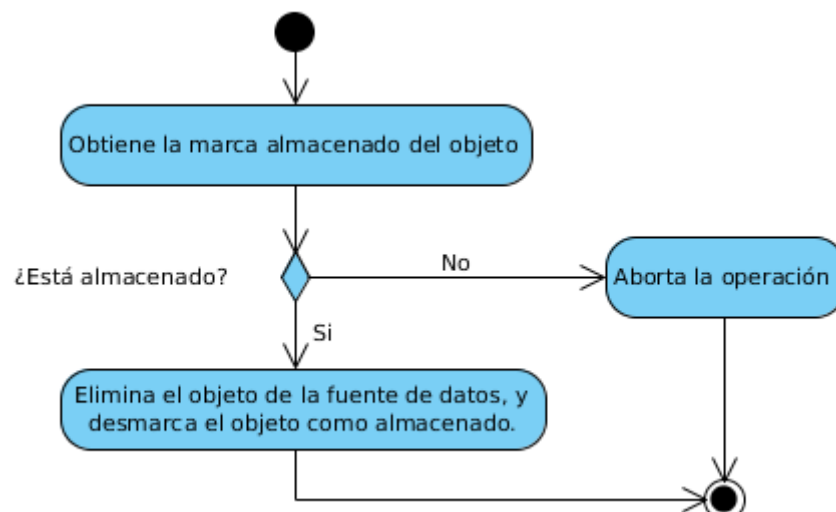 Obtiene la marca almacenado del objeto
¿Está almacenado?
No
Aborta la operación
Si
Elimina el objeto de la fuente de datos, y
desmarca el objeto como almacenado.